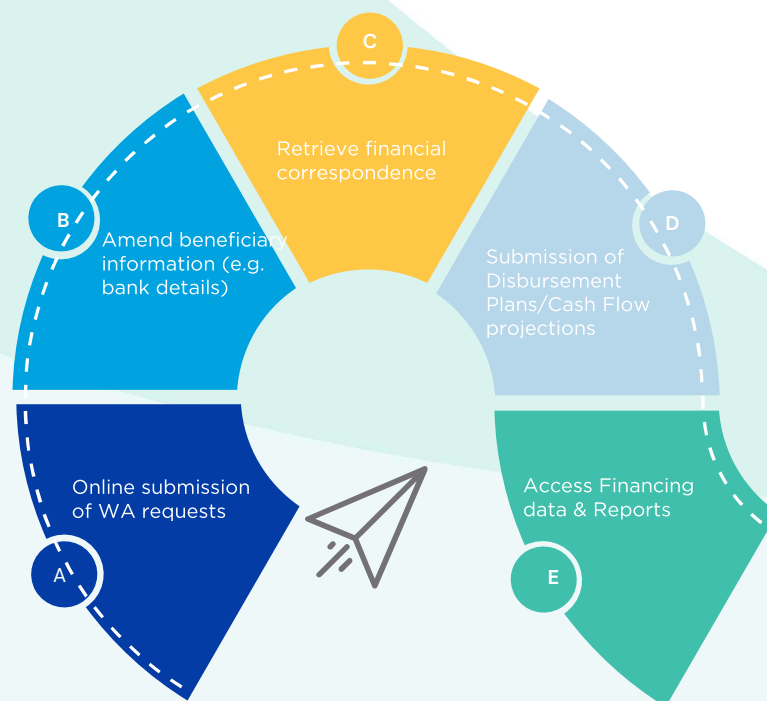 A
Online submission
of WA requests
B
Amend beneficiary
information (e.g.
bank details)
C
Retrieve financial
correspondence
D
Submission of
Disbursement
Plans/Cash Flow
projections
E
Access Financing
data & Reports